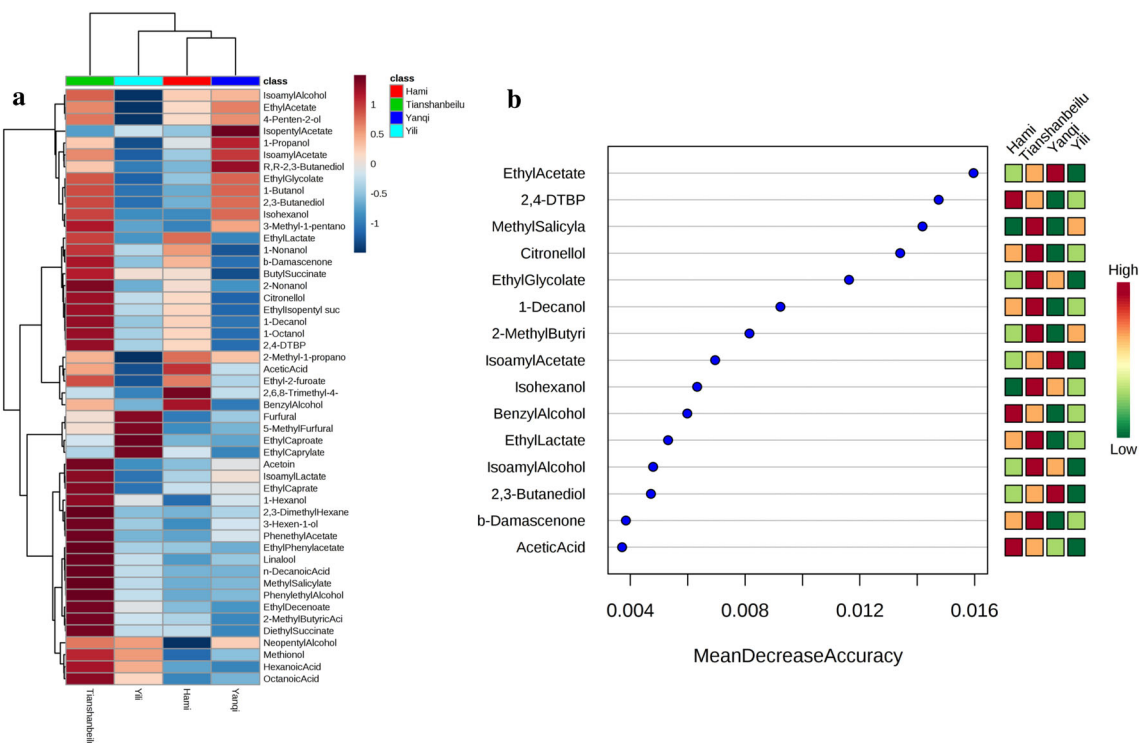 a
class
IsoamylAlcohol
EthylAcetate
4-Penten-2-ol
IsopentylAcetate
1-Propanol
IsoamylAcetate
R,R-2,3-Butanediol
EthylGlycolate
1-Butanol
2,3-Butanediol
Isohexanol
3-Methyl-1-pentano
EthylLactate
1-Nonanol
b-Damascenone
ButylSuccinate
2-Nonanol
Citronellol
EthylIsopentyl suc
1-Decanol
1-Octanol
2,4-DTBP
2-Methyl-1-propano
AceticAcid
Ethyl-2-furoate
2,6,8-Trimethyl-4-
BenzylAlcohol
Furfural
5-MethylFurfural
EthylCaproate
EthylCaprylate
Acetoin
IsoamylLactate
EthylCaprate
1-Hexanol
2,3-DimethylHexane
3-Hexen-1-ol
PhenethylAcetate
EthylPhenylacetate
Linalool
n-DecanoicAcid
MethylSalicylate
PhenylethylAlcohol
EthylDecenoate
2-MethylButyricAci
DiethylSuccinate
NeopentylAlcohol
Methionol
HexanoicAcid
OctanoicAcid
Tianshanbeilu
Yili
Hami
Yanqi
1
0.5
0
-0.5
-1
class
Hami
Tianshanbeilu
Yanqi
Yili
b
Hami
Tianshanbeilu
Yanqi
Yili
EthylAcetate
2,4-DTBP
MethylSalicyla
Citronellol
EthylGlycolate
1-Decanol
2-MethylButyri
IsoamylAcetate
Isohexanol
BenzylAlcohol
EthylLactate
IsoamylAlcohol
2,3-Butanediol
b-Damascenone
AceticAcid
0.004
0.008
0.012
0.016
MeanDecreaseAccuracy
High
Low